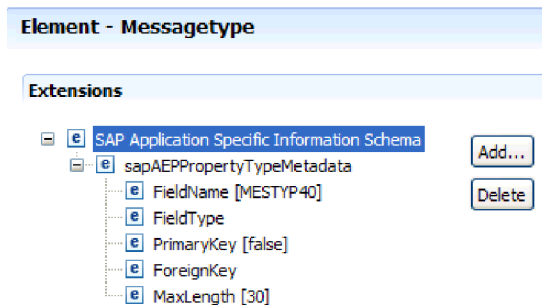 Element - Messagetype
Extensions
SAP Application Specific Information Schema
sapAEPPropertyTypeMetadata
FieldName [MESTYP40]
FieldType
PrimaryKey [false]
ForeignKey
MaxLength [30]
Add...
Delete